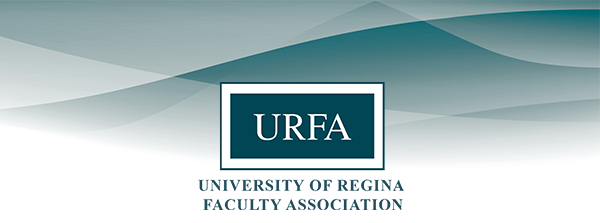 URFA
UNIVERSITY OF REGINA
FACULTY ASSOCIATION